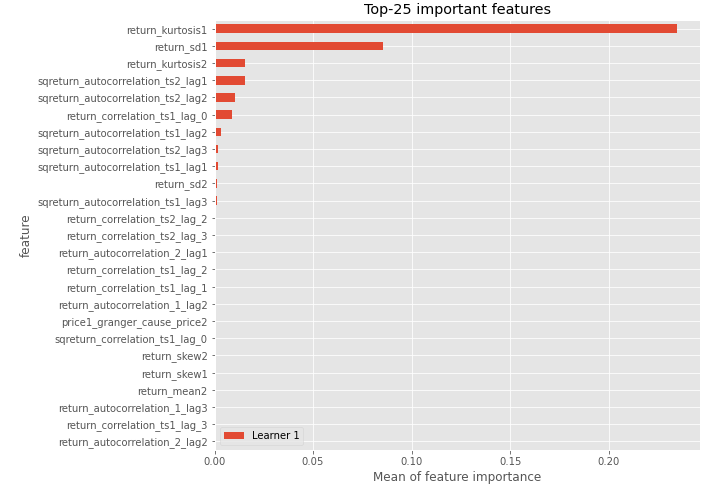 Top-25 important features
return_kurtosis1
return_sd1
return_kurtosis2
sqreturn_autocorrelation_ts2_lag1
sqreturn_autocorrelation_ts2_lag2
return_correlation_ts1_lag_0
sqreturn_autocorrelation_ts1_lag2
sqreturn_autocorrelation_ts2_lag3
sqreturn_autocorrelation_ts1_lag1
return_sd2
sqreturn_autocorrelation_ts1_lag3
return_correlation_ts2_lag_2
return_correlation_ts2_lag_3
return_autocorrelation_2_lag1
return_correlation_ts1_lag_2
return_correlation_ts1_lag_1
return_autocorrelation_1_lag2
price1_granger_cause_price2
sqreturn_correlation_ts1_lag_0
return_skew2
return_skew1
return_mean2
return_autocorrelation_1_lag3
return_correlation_ts1_lag_3
return_autocorrelation_2_lag2
feature
Learner 1
0.00 0.05 0.10 0.15 0.20
Mean of feature importance